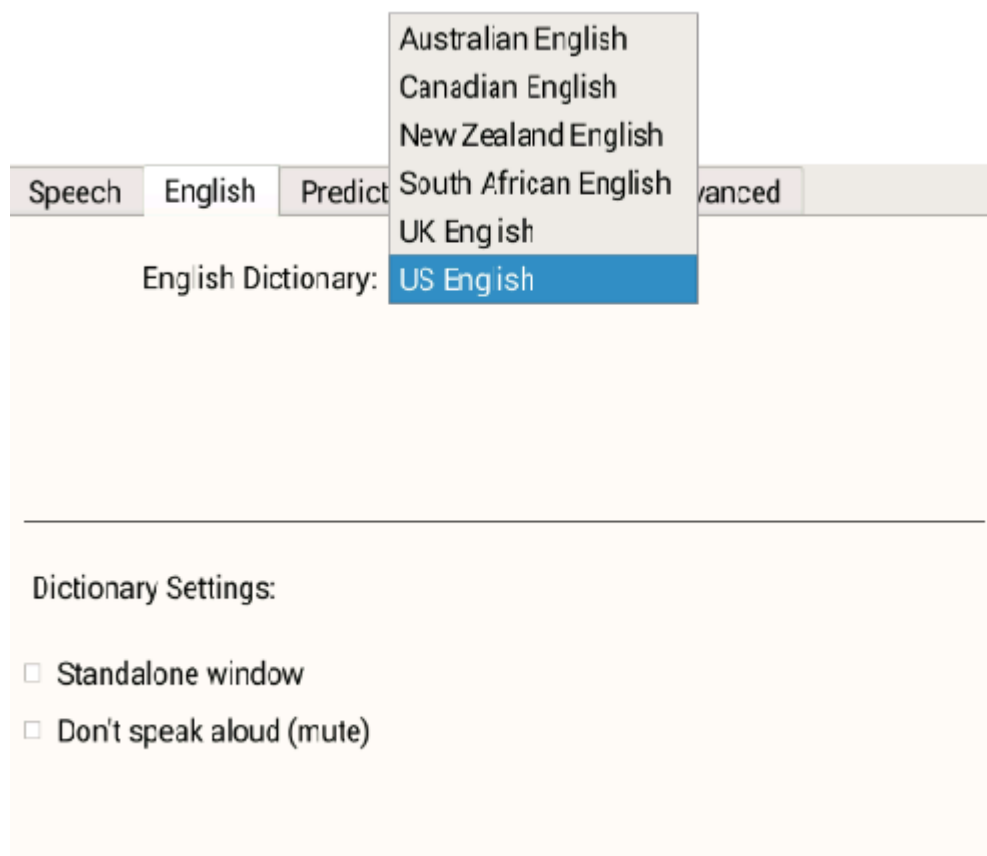 Australian English
Canadian English
New Zealand English
South African English
UK English
US English
Speech English Predict vanced
English Dictionary:
Dictionary Settings:
Standalone window
Don't speak aloud (mute)